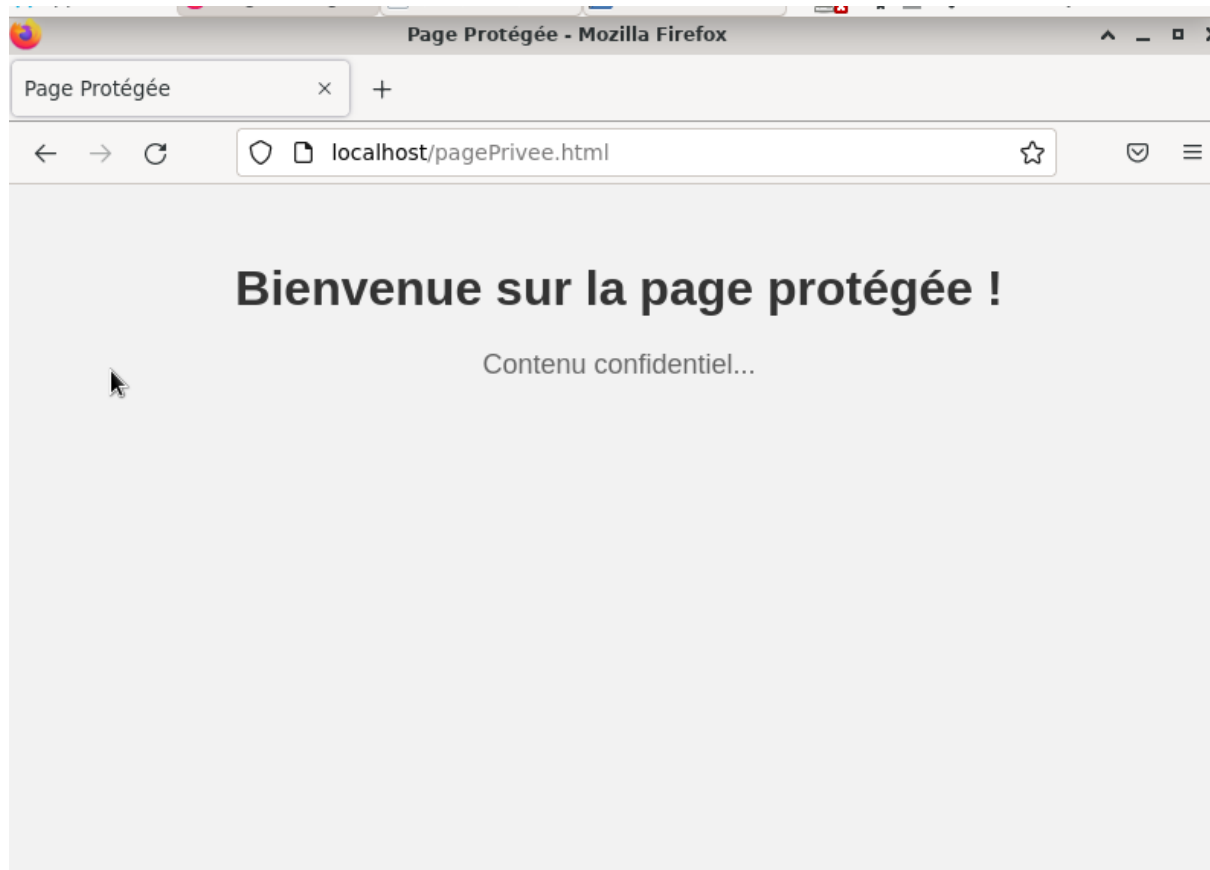 Page Protégée - Mozilla Firefox
Page Protégée
localhost/pagePrivee.html
Bienvenue sur la page protégée !
Contenu confidentiel...